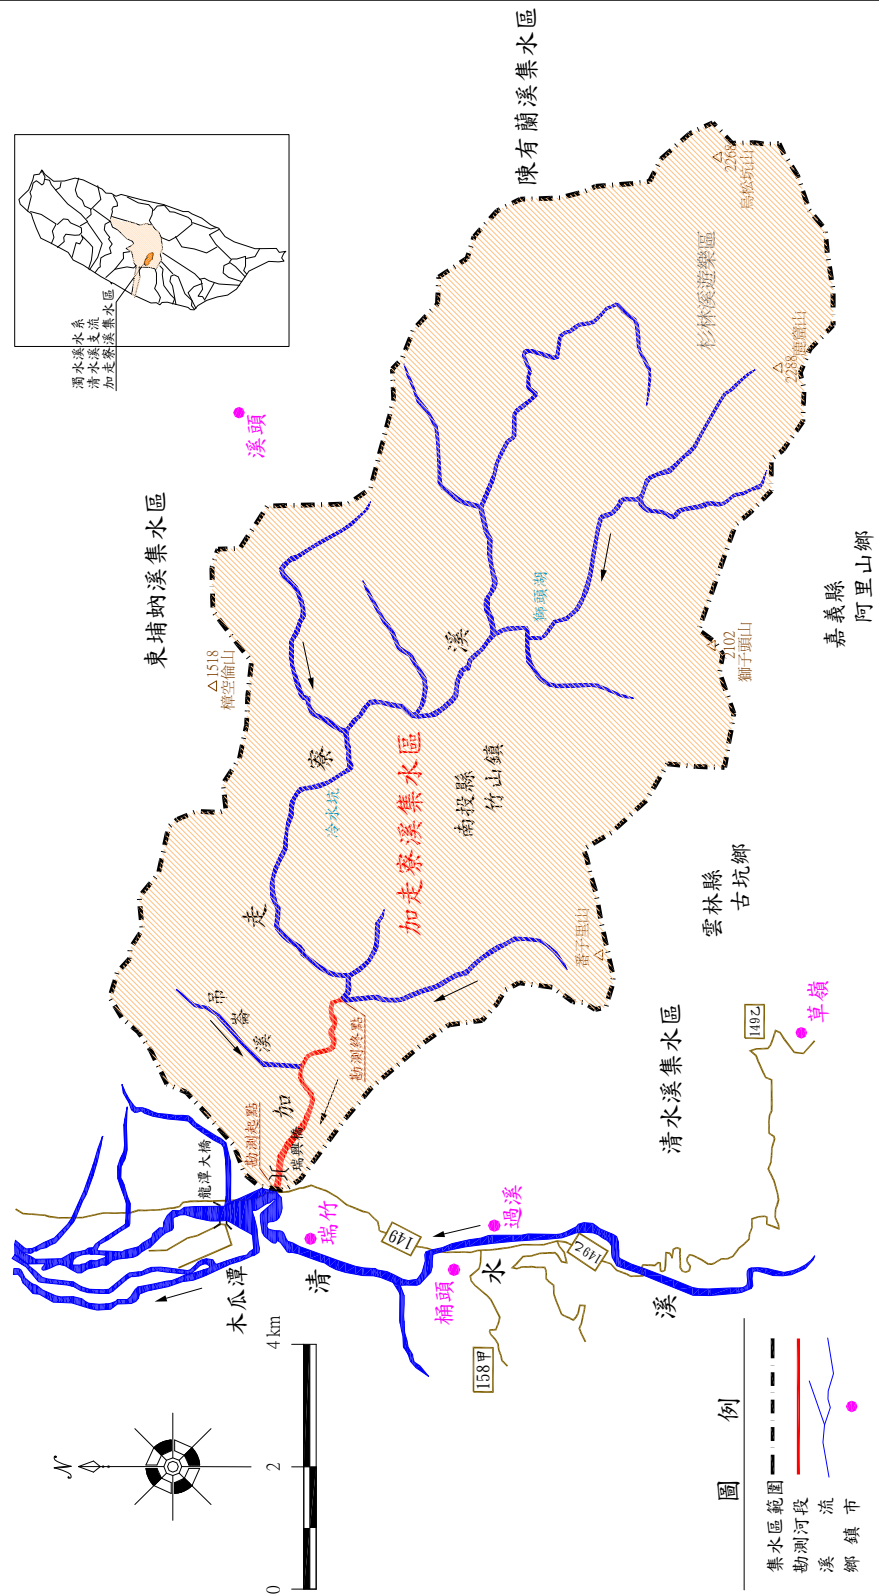 濁水溪水系
清水溪支流
加走寮溪集水區
陳有蘭溪集水區
東埔蚋溪集水區
溪頭
△1518
樟空倫山
2268
鳥松坑山
杉林溪遊樂區
2288
鹿窟山
獅頭湖
2102
獅子頭山
嘉義縣
阿里山鄉
加走寮溪
冷水坑
加走寮溪集水區
南投縣
竹山鎮
番子里山
雲林縣
古坑鄉
吊崙溪
勘測終點
勘測起點
瑞興橋
龍潭大橋
木瓜潭
瑞竹
清水溪
清水溪集水區
過溪
桶頭
草嶺
149
149乙
149乙
158甲
N
0 2 4km
圖例
集水區範圍
勘測河段
溪流
鄉鎮市